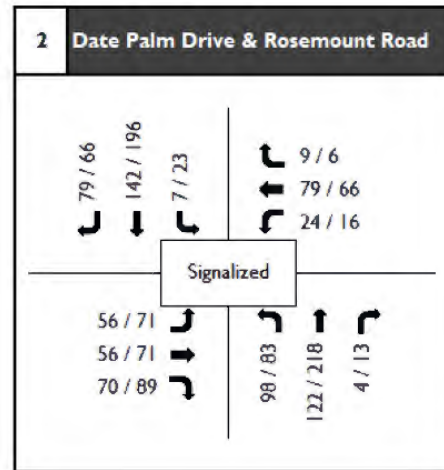 2 Date Palm Drive & Rosemount Road
79 / 66
142 / 196
7 / 23
9 / 6
79 / 66
24 / 16
Signalized
56 / 71
56 / 71
70 / 89
98 / 83
122 / 218
4 / 13